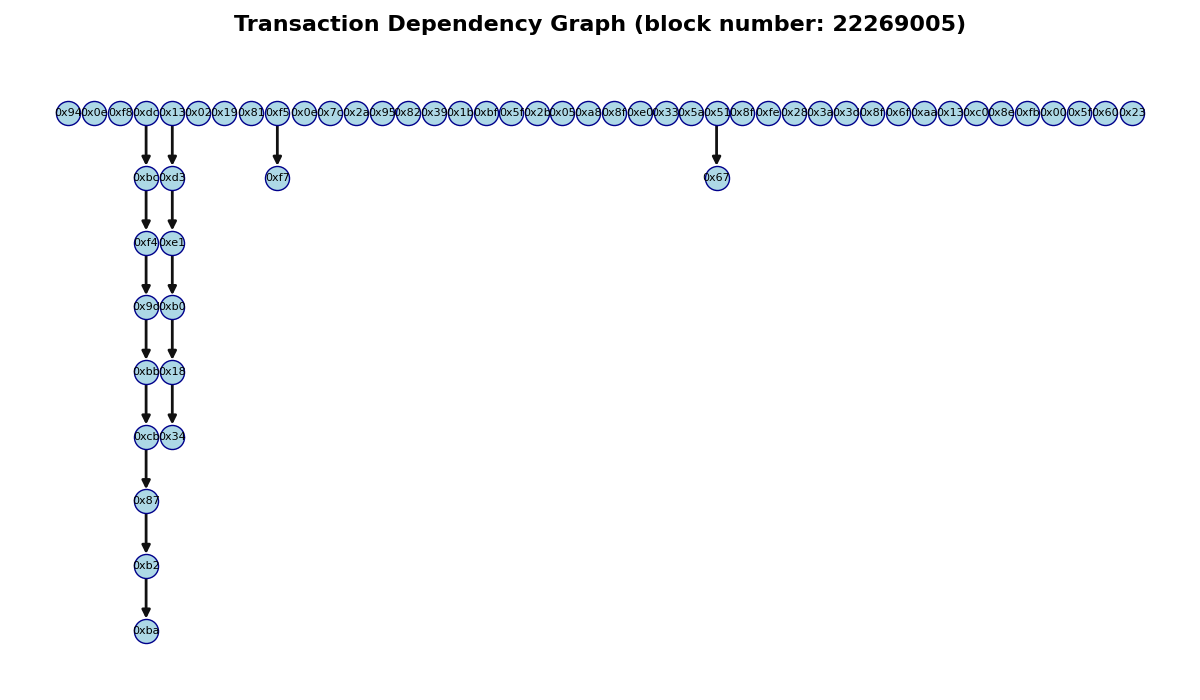 Transaction Dependency Graph (block number: 22269005)
0x94 0x0e 0xf8 0xdc 0x13 0x02 0x19 0x81 0xf5 0x0e 0x7c 0x2a 0x95 0x82 0x39 0x1b 0xbf 0x5f 0x2b 0x05 0xa8 0x8f 0xe0 0x33 0x5a 0x51 0x8f 0xfe 0x28 0x3a 0x3d 0x8f 0x6f 0xaa 0x13 0xc0 0x8e 0xfb 0x00 0x5f 0x60 0x23
0xbc 0xd3 0xf7 0x67
0xf4 0xe1
0x9d 0xb0
0xbb 0x18
0xcb 0x34
0x87
0xb2
0xba